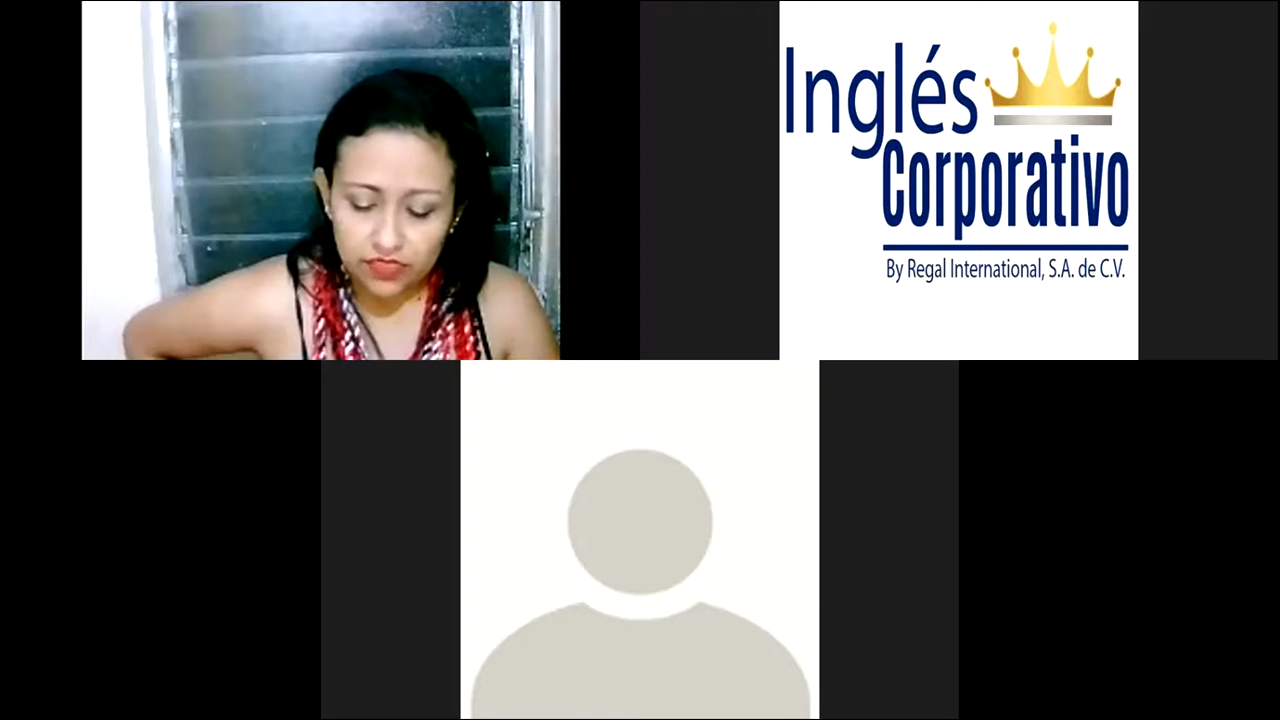 Inglés
Corporativo
By Regal International, S.A. de C.V.